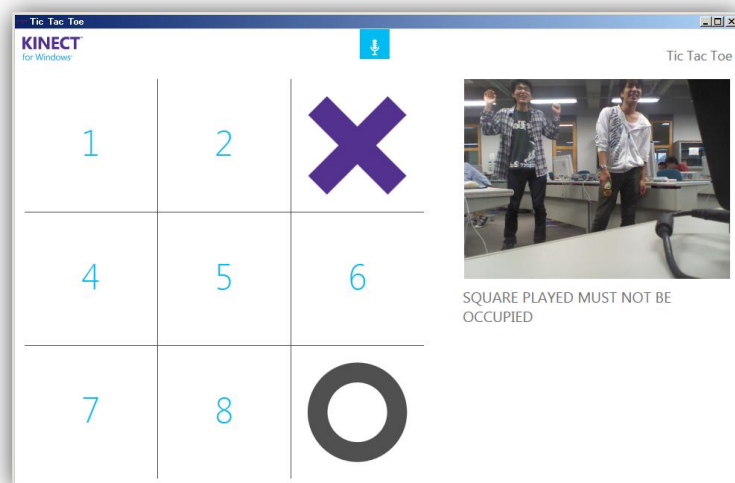 Tic Tac Toe
KINECT
for Windows
Tic Tac Toe
1 2
4 5 6
SQUARE PLAYED MUST NOT BE
OCCUPIED
7 8